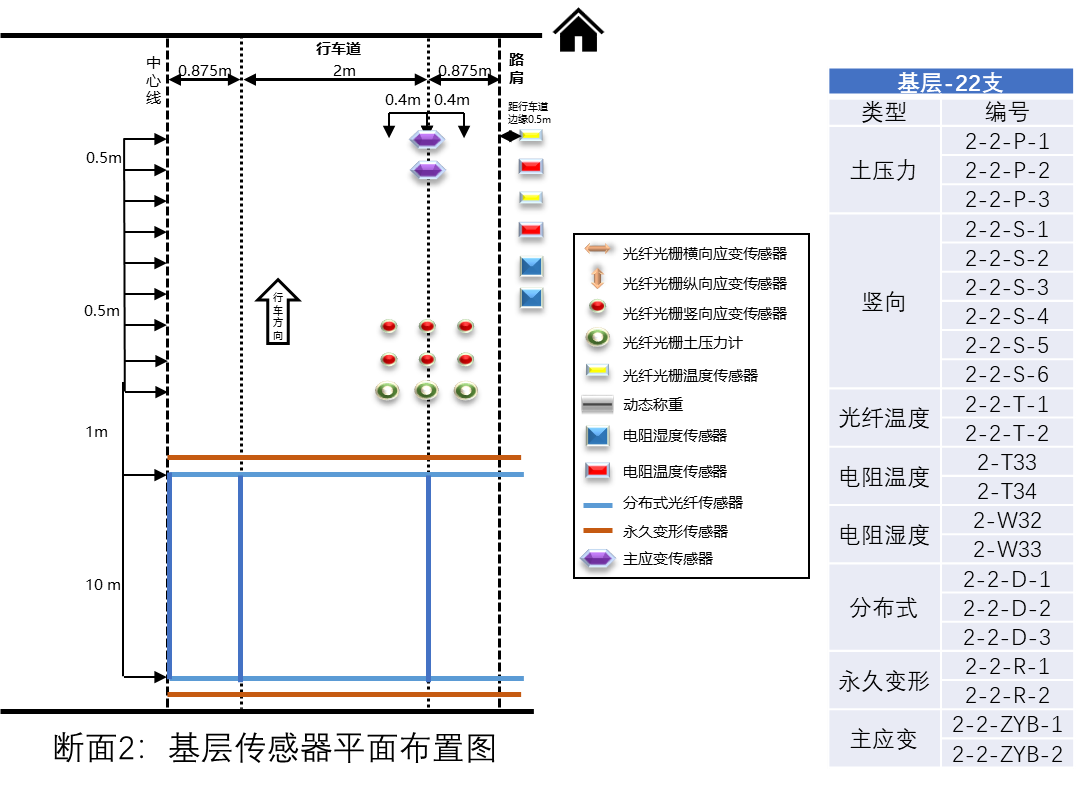 行车道
中心线
0.875m
2m
0.875m
路肩
0.4m
0.4m
距行车道
边缘0.5m
0.5m
0.5m
行车方向
1m
10 m
光纤光栅横向应变传感器
光纤光栅纵向应变传感器
光纤光栅竖向应变传感器
光纤光栅土压力计
光纤光栅温度传感器
动态称重
电阻湿度传感器
电阻温度传感器
分布式光纤传感器
永久变形传感器
主应变传感器
断面2：基层传感器平面布置图
基层-22支
类型 编号
土压力
2-2-P-1
2-2-P-2
2-2-P-3
竖向
2-2-S-1
2-2-S-2
2-2-S-3
2-2-S-4
2-2-S-5
2-2-S-6
光纤温度
2-2-T-1
2-2-T-2
电阻温度
2-T33
2-T34
电阻湿度
2-W32
2-W33
分布式
2-2-D-1
2-2-D-2
2-2-D-3
永久变形
2-2-R-1
2-2-R-2
主应变
2-2-ZYB-1
2-2-ZYB-2